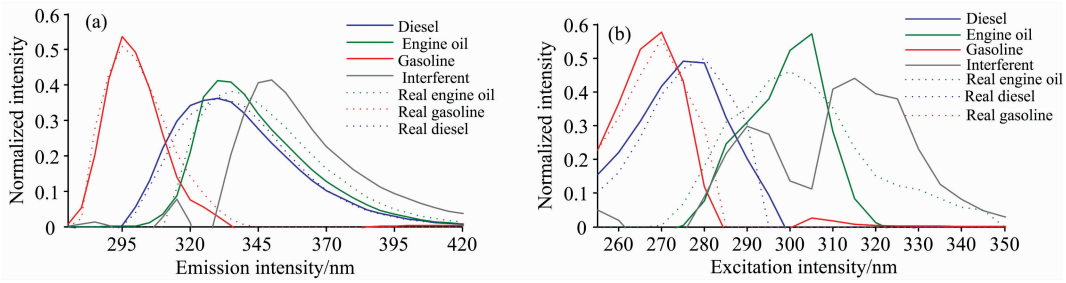 (a)
Normalized intensity
0.6
0.5
0.4
0.3
0.2
0.1
0
295
320
345
370
395
420
Emission intensity/nm
Diesel
Engine oil
Gasoline
Interferent
Real engine oil
Real gasoline
Real diesel
(b)
Normalized intensity
0.6
0.5
0.4
0.3
0.2
0.1
0
260
270
280
290
300
310
320
330
340
350
Excitation intensity/nm
Diesel
Engine oil
Gasoline
Interferent
Real engine oil
Real diesel
Real gasoline